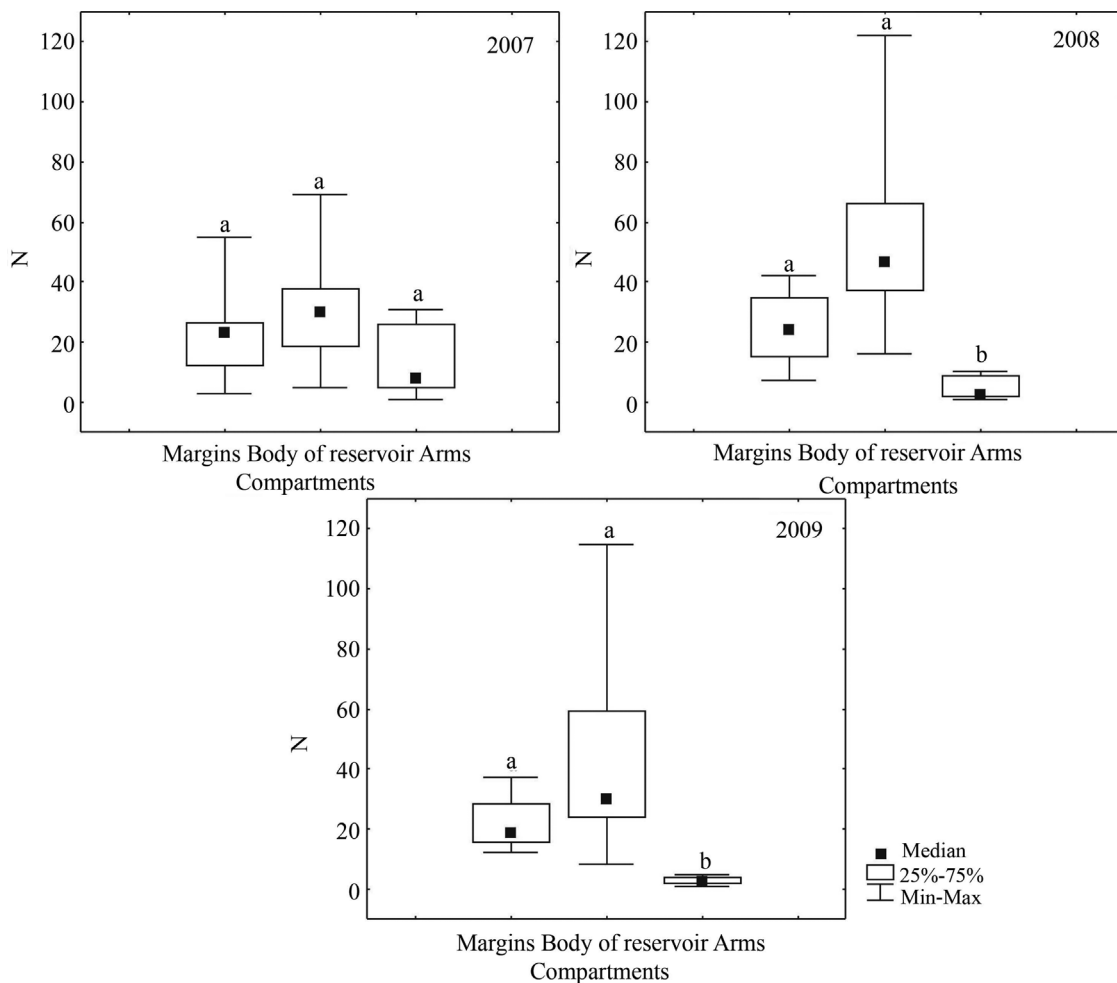 2007
120
100
80
60
40
20
0
N
a
a
a
Margins Body of reservoir Arms
Compartments
2008
120
100
80
60
40
20
0
N
a
a
b
Margins Body of reservoir Arms
Compartments
2009
120
100
80
60
40
20
0
N
a
a
b
Margins Body of reservoir Arms
Compartments
Median
25%-75%
Min-Max